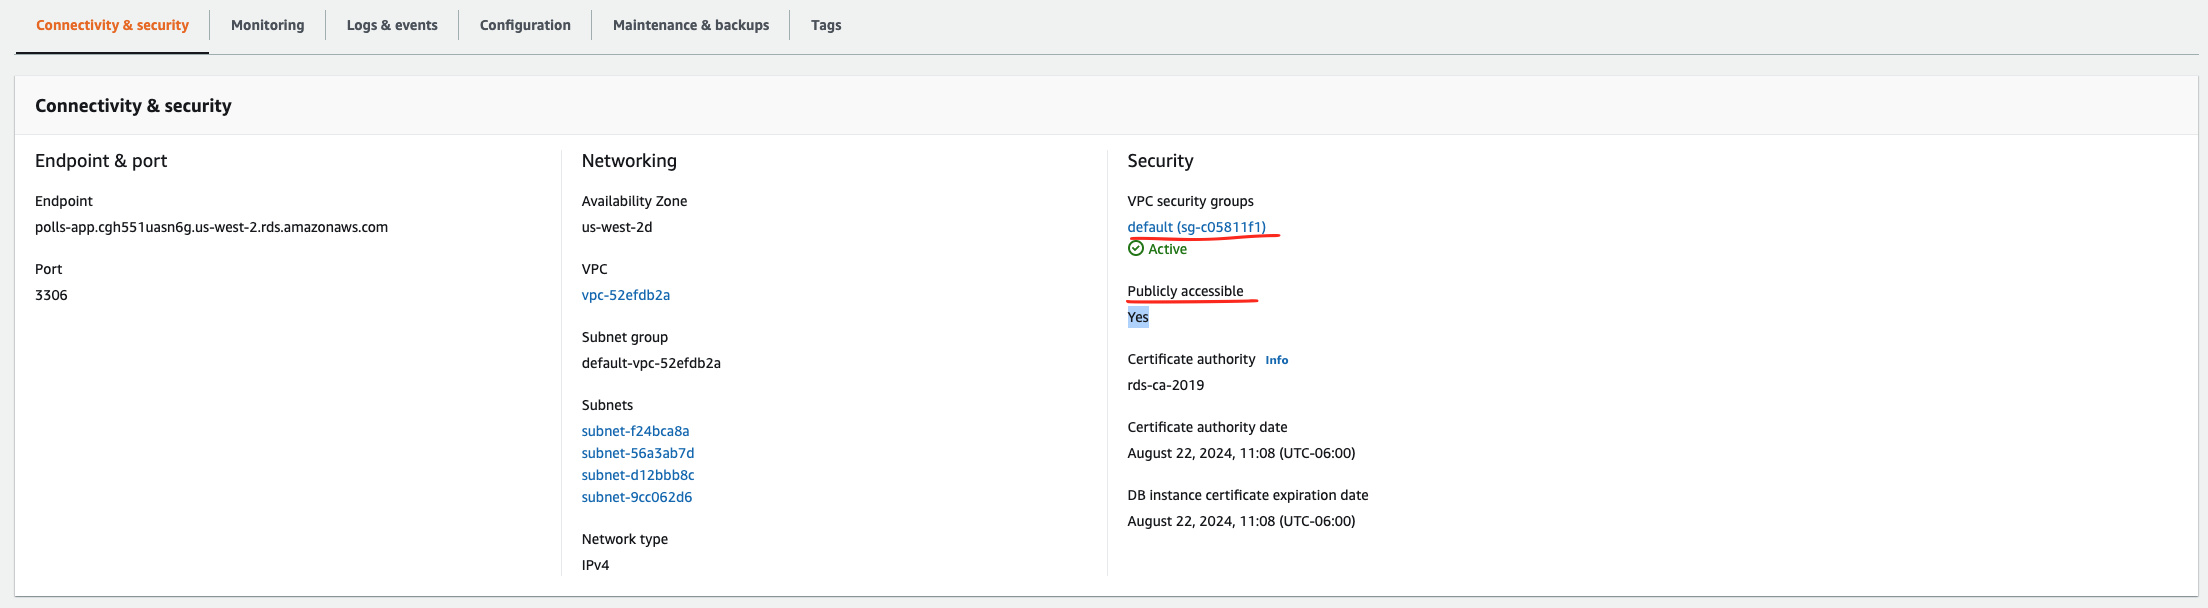 Connectivity & security
Monitoring
Logs & events
Configuration
Maintenance & backups
Tags
Connectivity & security
Endpoint & port
Endpoint
polls-app.cgh551uasn6g.us-west-2.rds.amazonaws.com
Port
3306
Networking
Availability Zone
us-west-2d
VPC
vpc-52efdb2a
Subnet group
default-vpc-52efdb2a
Subnets
subnet-f24bca8a
subnet-56a3ab7d
subnet-d12bbb8c
subnet-9cc062d6
Network type
IPv4
Security
VPC security groups
default (sg-c05811f1)
Active
Publicly accessible
Yes
Certificate authority Info
rds-ca-2019
Certificate authority date
August 22, 2024, 11:08 (UTC-06:00)
DB instance certificate expiration date
August 22, 2024, 11:08 (UTC-06:00)